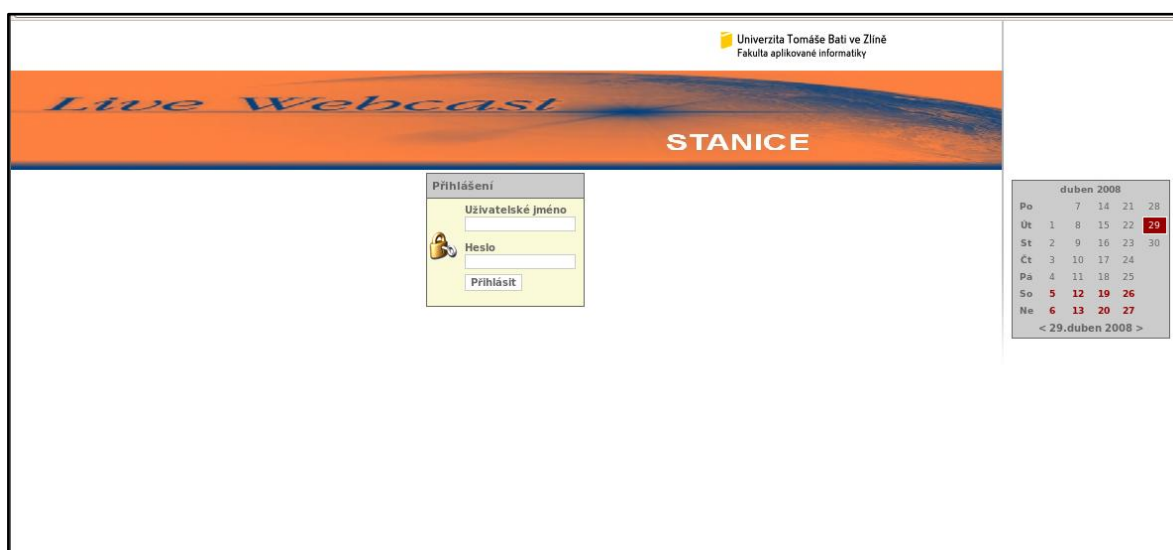 Univerzita Tomáše Bati ve Zlíně
Fakulta aplikované informatiky
Live Webcast
STANICE
Přihlášení
Uživatelské jméno
Heslo
Přihlásit
duben 2008
Po 7 14 21 28
Út 1 8 15 22 29
St 2 9 16 23 30
Čt 3 10 17 24
Pá 4 11 18 25
So 5 12 19 26
Ne 6 13 20 27
< 29.duben 2008 >